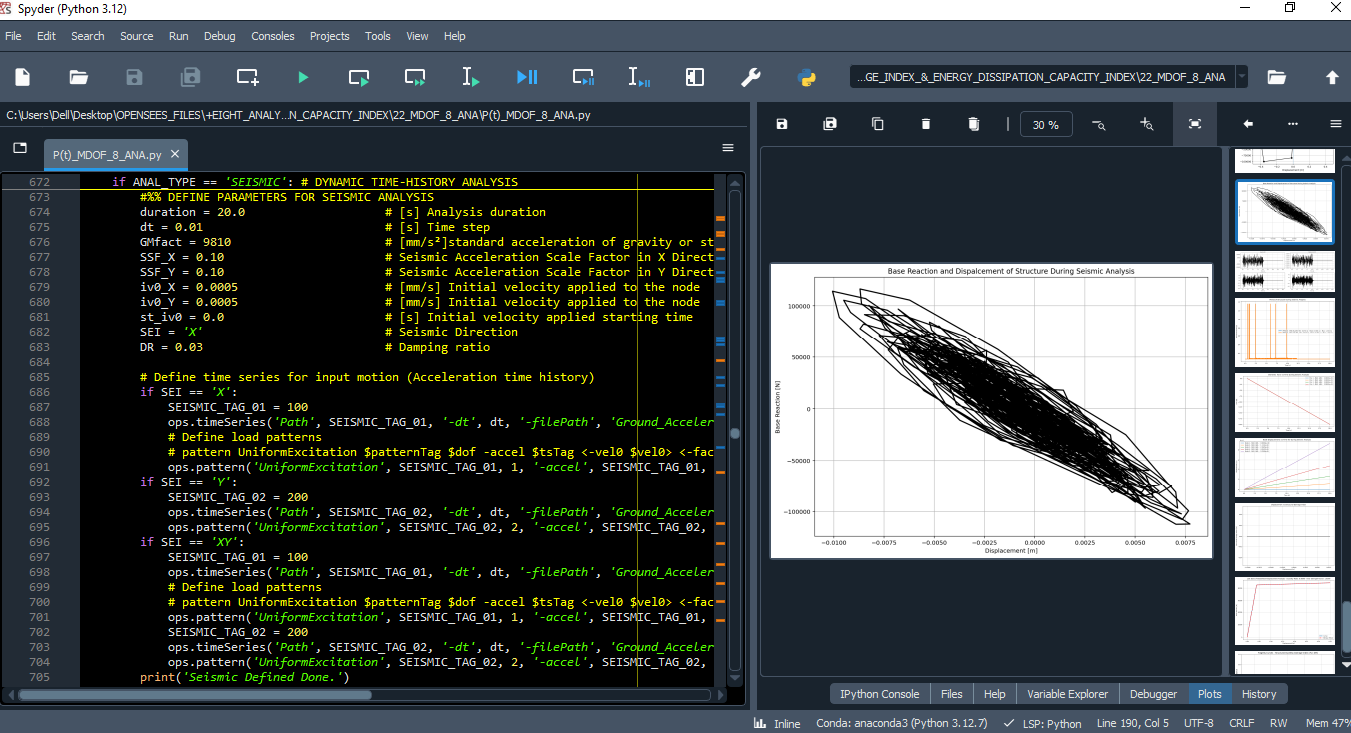 Spyder (Python 3.12)
File Edit Search Source Run Debug Consoles Projects Tools View Help
...GE_INDEX_&_ENERGY_DISSIPATION_CAPACITY_INDEX\22_MDOF_8_ANA
C:\Users\Dell\Desktop\OPENSEES_FILES\+EIGHT_ANALY...N_CAPACITY_INDEX\22_MDOF_8_ANA\P(t)_MDOF_8_ANA.py
P(t)_MDOF_8_ANA.py
672 if ANAL_TYPE == 'SEISMIC': # DYNAMIC TIME-HISTORY ANALYSIS
673 #%% DEFINE PARAMETERS FOR SEISMIC ANALYSIS
674 duration = 20.0 # [s] Analysis duration
675 dt = 0.01 # [s] Time step
676 GMfact = 9810 # [mm/s²]standard acceleration of gravity or st
677 SSF_X = 0.10 # Seismic Acceleration Scale Factor in X Direct
678 SSF_Y = 0.10 # Seismic Acceleration Scale Factor in Y Direct
679 iv0_X = 0.0005 # [mm/s] Initial velocity applied to the node
680 iv0_Y = 0.0005 # [mm/s] Initial velocity applied to the node
681 st_iv0 = 0.0 # [s] Initial velocity applied starting time
682 SEI = 'X' # Seismic Direction
683 DR = 0.03 # Damping ratio
684
685 # Define time series for input motion (Acceleration time history)
686 if SEI == 'X':
687 SEISMIC_TAG_01 = 100
688 ops.timeSeries('Path', SEISMIC_TAG_01, '-dt', dt, '-filePath', 'Ground_Acceler
689 # Define load patterns
690 # pattern UniformExcitation $patternTag $dof -accel $tsTag <-vel0 $vel0> <-fac
691 ops.pattern('UniformExcitation', SEISMIC_TAG_01, 1, '-accel', SEISMIC_TAG_01,
692 if SEI == 'Y':
693 SEISMIC_TAG_02 = 200
694 ops.timeSeries('Path', SEISMIC_TAG_02, '-dt', dt, '-filePath', 'Ground_Acceler
695 ops.pattern('UniformExcitation', SEISMIC_TAG_02, 2, '-accel', SEISMIC_TAG_02,
696 if SEI == 'XY':
697 SEISMIC_TAG_01 = 100
698 ops.timeSeries('Path', SEISMIC_TAG_01, '-dt', dt, '-filePath', 'Ground_Acceler
699 # Define load patterns
700 # pattern UniformExcitation $patternTag $dof -accel $tsTag <-vel0 $vel0> <-fac
701 ops.pattern('UniformExcitation', SEISMIC_TAG_01, 1, '-accel', SEISMIC_TAG_01,
702 SEISMIC_TAG_02 = 200
703 ops.timeSeries('Path', SEISMIC_TAG_02, '-dt', dt, '-filePath', 'Ground_Acceler
704 ops.pattern('UniformExcitation', SEISMIC_TAG_02, 2, '-accel', SEISMIC_TAG_02,
705 print('Seismic Defined Done.')
30 %
Base Reaction and Dispalcement of Structure During Seismic Analysis
100000
50000
0
−50000
−100000
Base Reaction [N]
−0.0100 −0.0075 −0.0050 −0.0025 0.0000 0.0025 0.0050 0.0075
Displacement [m]
IPython Console Files Help Variable Explorer Debugger Plots History
Inline Conda: anaconda3 (Python 3.12.7) LSP: Python Line 190, Col 5 UTF-8 CRLF RW Mem 47%